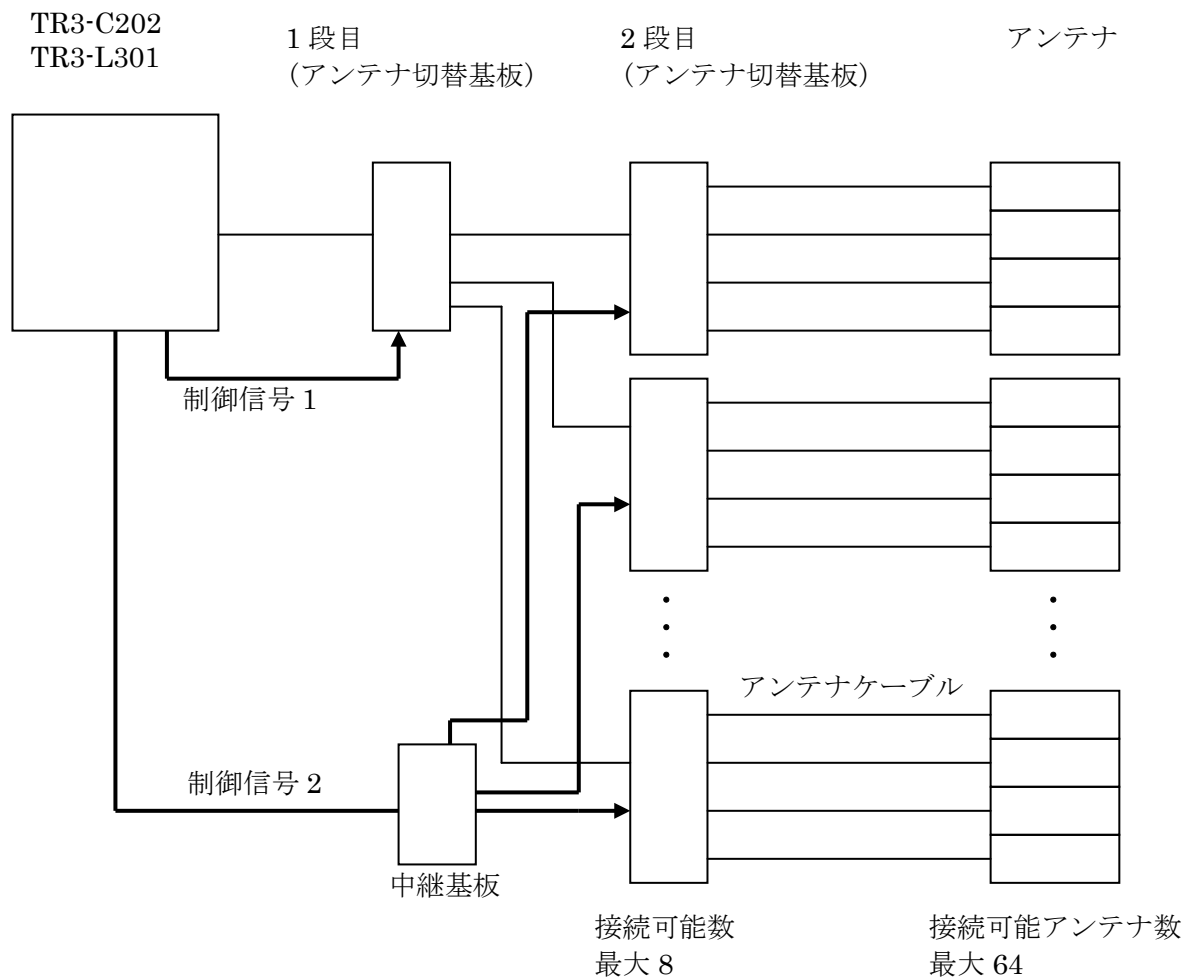 TR3-C202
TR3-L301
1 段目
(アンテナ切替基板)
2 段目
(アンテナ切替基板)
アンテナ
制御信号 1
アンテナケーブル
制御信号 2
中継基板
接続可能数
最大 8
接続可能アンテナ数
最大 64